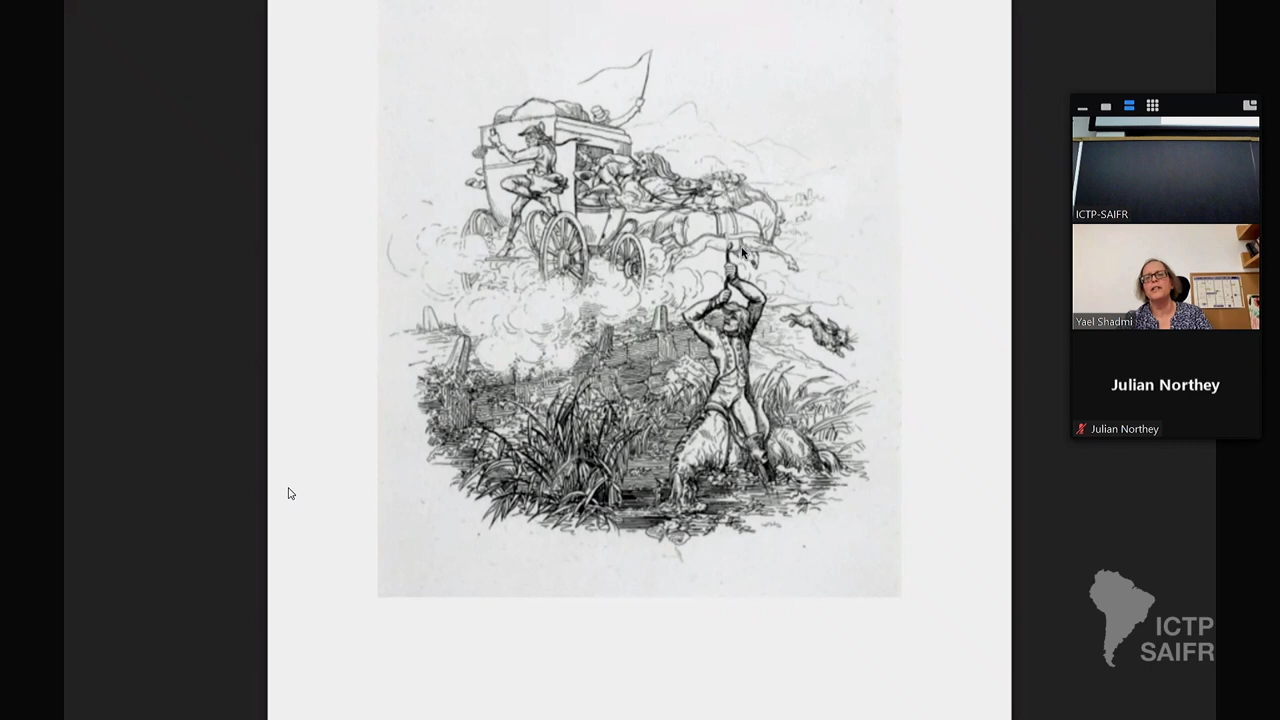 ICTP-SAIFR
Yael Shadmi
Julian Northey
Julian Northey
ICTP
SAIFR